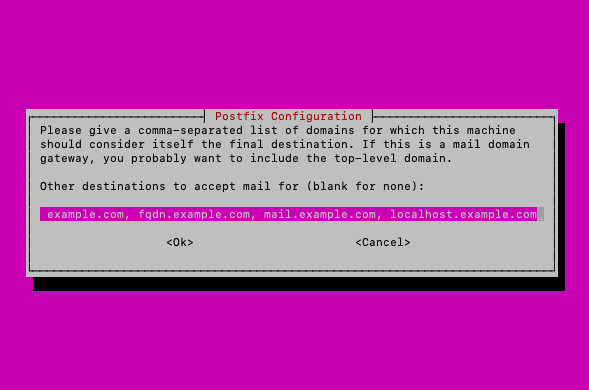 Postfix Configuration
Please give a comma-separated list of domains for which this machine
should consider itself the final destination. If this is a mail domain
gateway, you probably want to include the top-level domain.
Other destinations to accept mail for (blank for none):
example.com, fqdn.example.com, mail.example.com, localhost.example.com
<Ok> <Cancel>